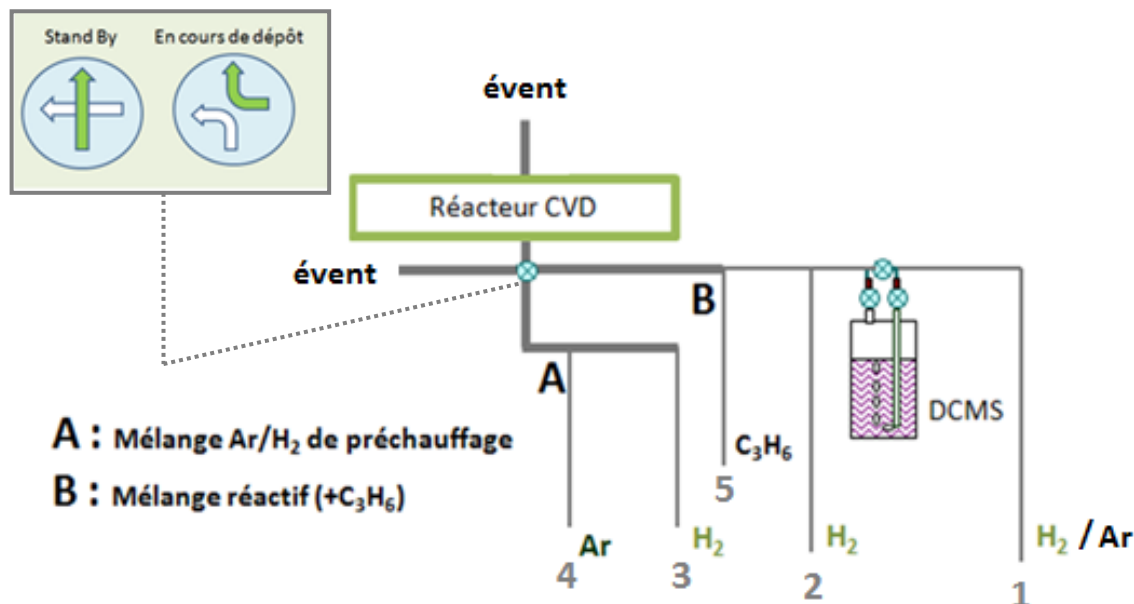 Stand By
En cours de dépôt
évent
Réacteur CVD
évent
B
A
DCMS
C₃H₆
5
A : Mélange Ar/H₂ de préchauffage
B : Mélange réactif (+C₃H₆)
Ar
4
H₂
3
H₂
2
H₂ / Ar
1